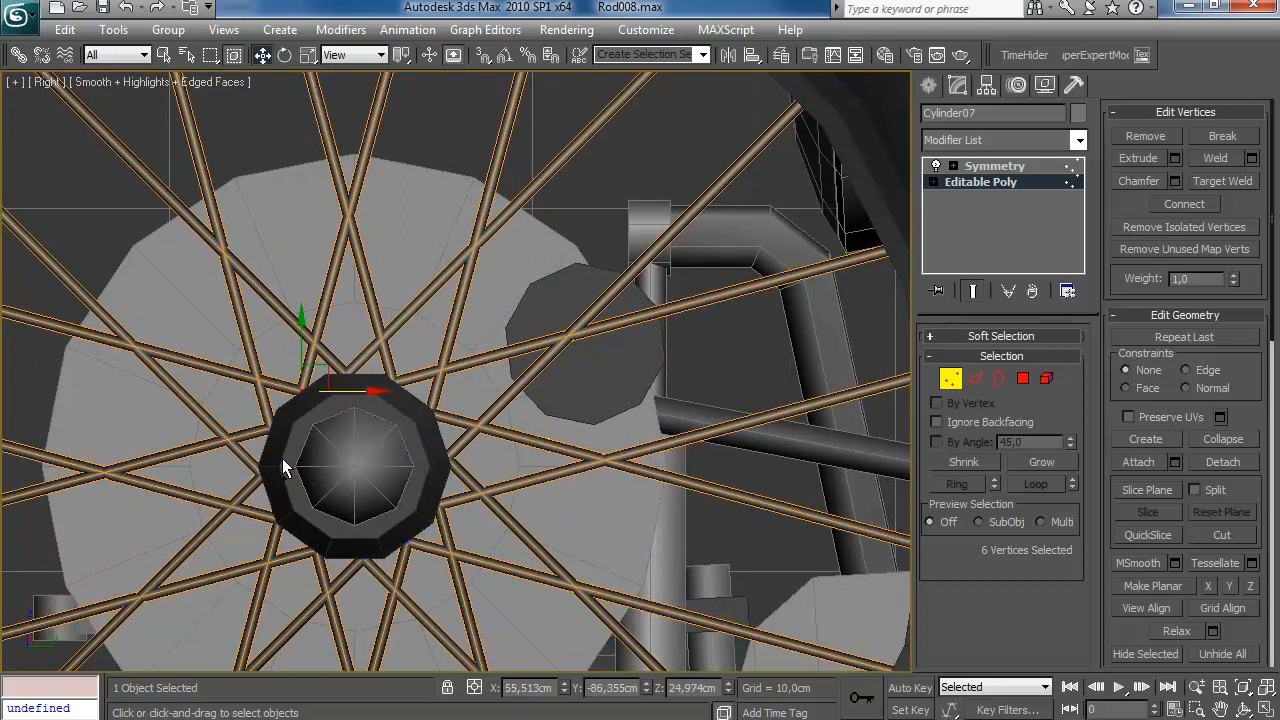 Autodesk 3ds Max 2010 SP1 x64 Rod008.max
Type a keyword or phrase
Edit Tools Group Views Create Modifiers Animation Graph Editors Rendering Customize MAXScript Help
All View Create Selection Se TimeHider uperExpertMoc Tex
[ + ] [ Right ] [ Smooth + Highlights + Edged Faces ]
Cylinder07
Modifier List
Symmetry
Editable Poly
Soft Selection
Selection
By Vertex
Ignore Backfacing
By Angle: 45,0
Shrink Grow
Ring Loop
Preview Selection
Off SubObj Multi
6 Vertices Selected
Edit Vertices
Remove Break
Extrude Weld
Chamfer Target Weld
Connect
Remove Isolated Vertices
Remove Unused Map Verts
Weight: 1,0
Edit Geometry
Repeat Last
Constraints
None Edge
Face Normal
Preserve UVs
Create Collapse
Attach Detach
Slice Plane Split
Slice Reset Plane
QuickSlice Cut
MSmooth Tessellate
Make Planar X Y Z
View Align Grid Align
Relax
Hide Selected Unhide All
1 Object Selected X: 55,513cm Y: -86,355cm Z: 24,974cm Grid = 10,0cm Auto Key Selected
undefined Click or click-and-drag to select objects Add Time Tag Set Key Key Filters... 0